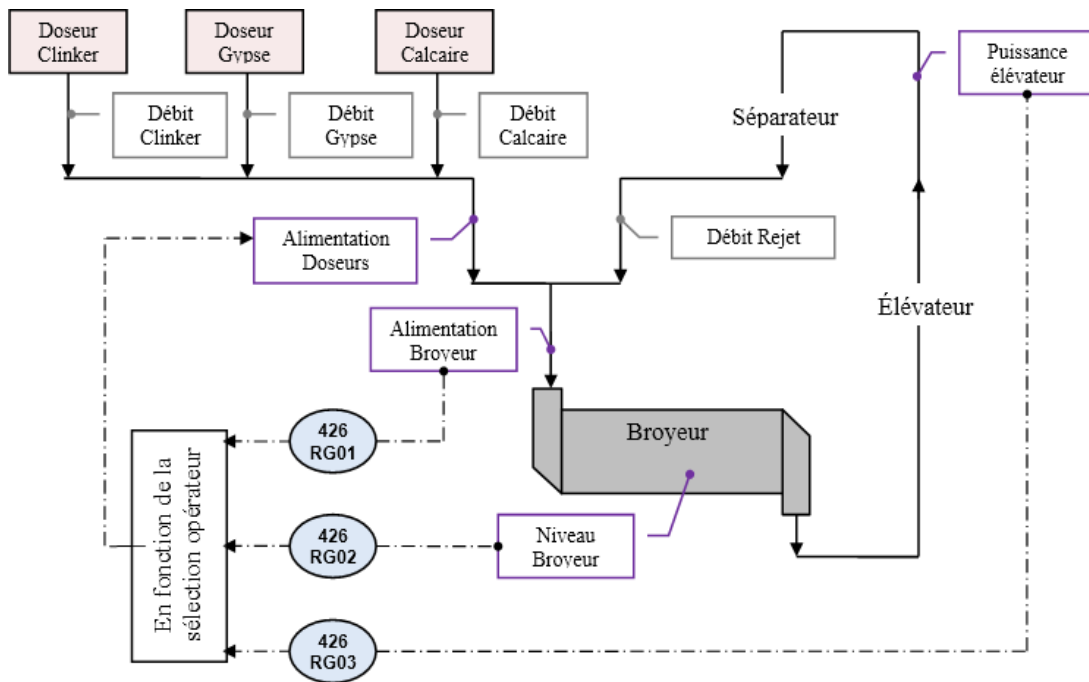 Doseur
Clinker
Doseur
Gypse
Doseur
Calcaire
Puissance
élévateur
Débit
Clinker
Débit
Gypse
Débit
Calcaire
Séparateur
Alimentation
Doseurs
Débit Rejet
Élévateur
Alimentation
Broyeur
Broyeur
426
RG01
En fonction de la
sélection opérateur
426
RG02
Niveau
Broyeur
426
RG03